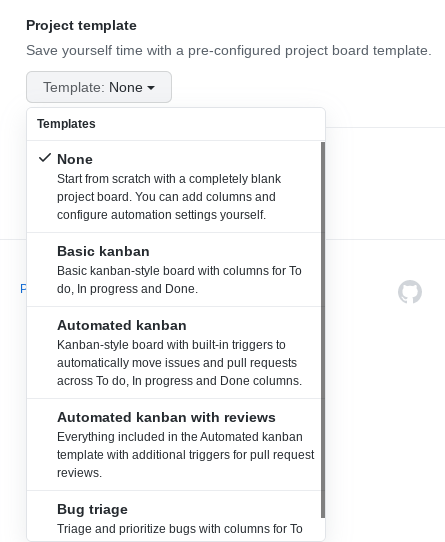 Project template
Save yourself time with a pre-configured project board template.
Template: None
Templates
None
Start from scratch with a completely blank
project board. You can add columns and
configure automation settings yourself.
Basic kanban
Basic kanban-style board with columns for To
do, In progress and Done.
Automated kanban
Kanban-style board with built-in triggers to
automatically move issues and pull requests
across To do, In progress and Done columns.
Automated kanban with reviews
Everything included in the Automated kanban
template with additional triggers for pull request
reviews.
Bug triage
Triage and prioritize bugs with columns for To